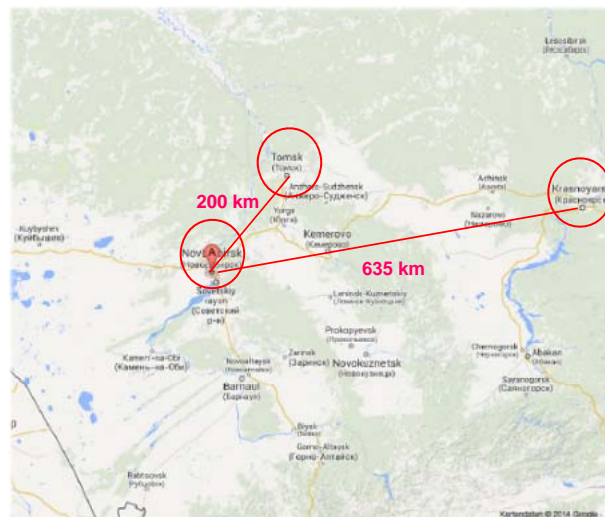 Lesosibirsk
Tomsk
(Томск)
Anzhero-Sudzhensk
(Анжеро-Судженск)
Achinsk
(Ачинск)
Krasnoyarsk
(Красноярск)
200 km
Yurga
(Юрга)
Nazarovo
(Назарово)
Kuybyshev
(Куйбышев)
Kemerovo
(Кемерово)
A
Novosibirsk
(Новосибирск)
635 km
Sovetskiy
rayon
(Советский
р-н)
Leninsk-Kuznetskiy
Prokopyevsk
(Прокопьевск)
Chernogorsk
(Черногорск)
Abakan
(Абакан)
Kamen'-na-Obi
(Камень-на-Оби)
Zarinsk
(Заринск)
Novokuznetsk
(Новокузнецк)
Novoaltaysk
Barnaul
(Барнаул)
Sayanogorsk
(Саяногорск)
Biysk
(Бийск)
Gorno-Altaysk
(Горно-Алтайск)
Rubtsovsk
(Рубцовск)
Kartendaten © 2014 Google